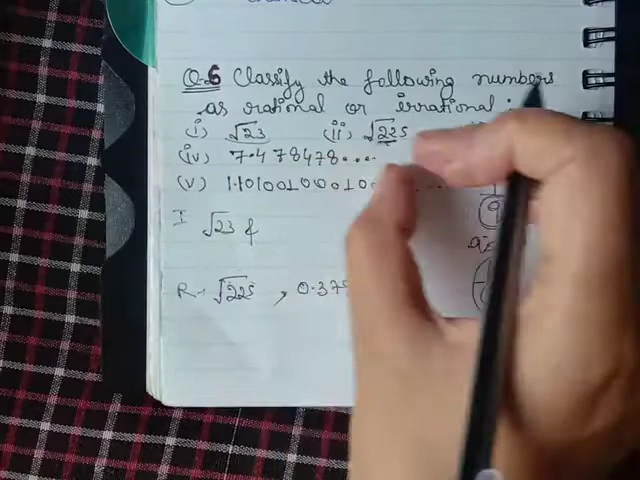 Q.6 Classify the following numbers
as rational or irrational :
(i) √23 (ii) √225
(iv) 7.478478....
(v) 1.101001000100
I √23 &
R → √225 , 0.379